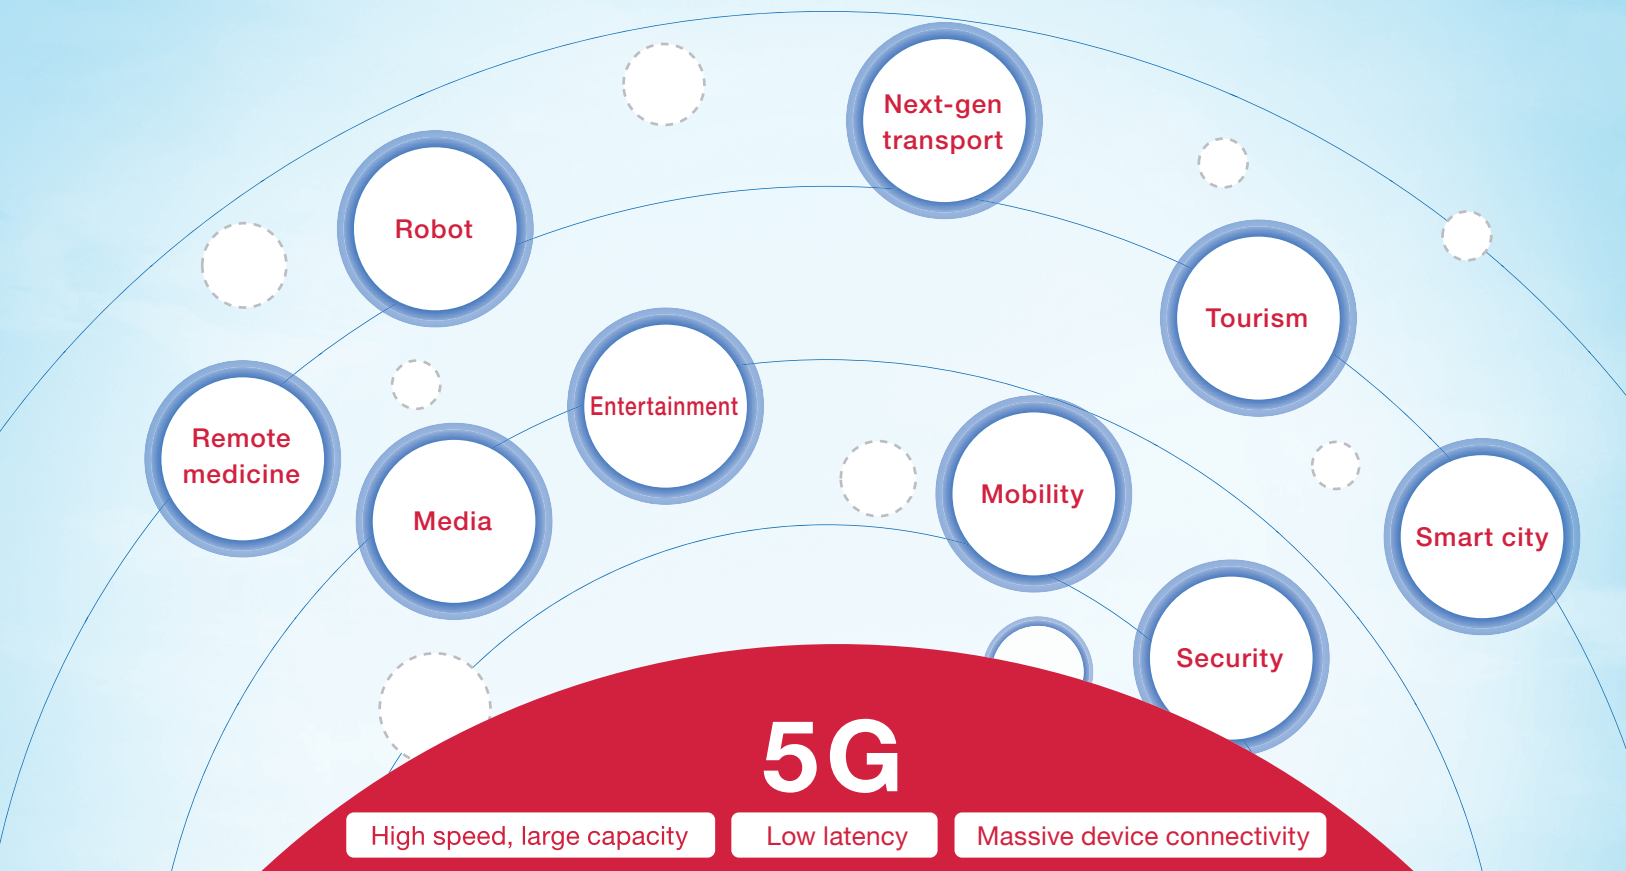 Next-gen
transport
Robot
Tourism
Entertainment
Remote
medicine
Mobility
Media
Smart city
Security
5G
High speed, large capacity
Low latency
Massive device connectivity